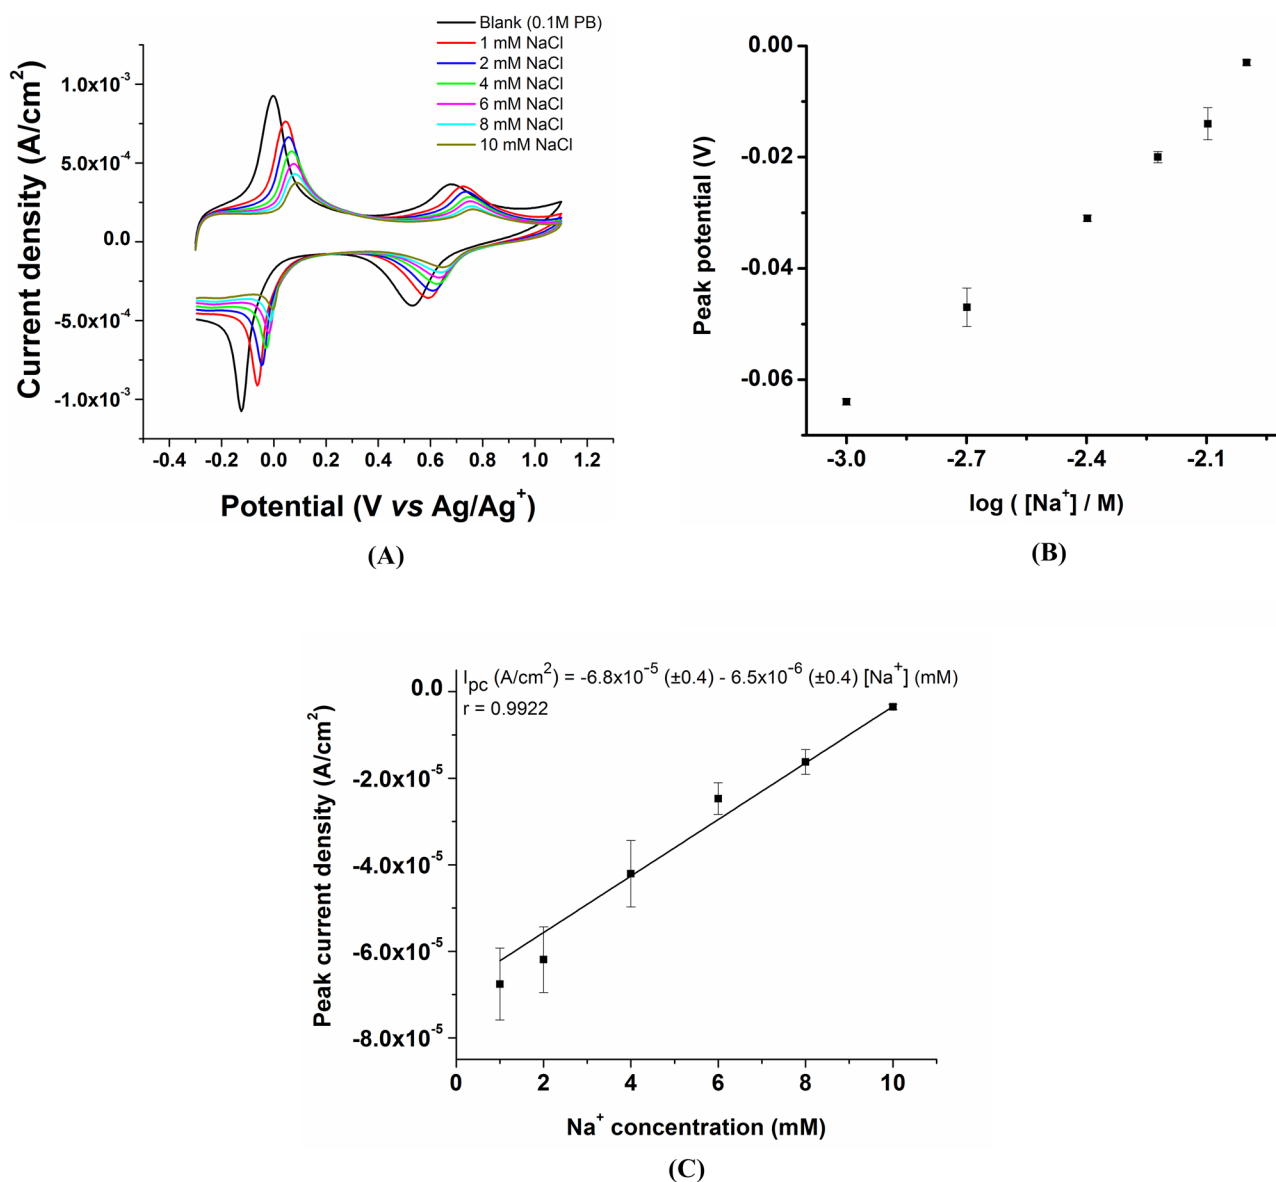 Blank (0.1M PB)
1 mM NaCl
2 mM NaCl
4 mM NaCl
6 mM NaCl
8 mM NaCl
10 mM NaCl
1.0x10⁻³
5.0x10⁻⁴
0.0
-5.0x10⁻⁴
-1.0x10⁻³
Current density (A/cm²)
-0.4 -0.2 0.0 0.2 0.4 0.6 0.8 1.0 1.2
Potential (V vs Ag/Ag⁺)
(A)
0.00
-0.02
-0.04
-0.06
Peak potential (V)
-3.0 -2.7 -2.4 -2.1
log ( [Na⁺] / M)
(B)
I_pc (A/cm²) = -6.8x10⁻⁵ (±0.4) - 6.5x10⁻⁶ (±0.4) [Na⁺] (mM)
r = 0.9922
0.0
-2.0x10⁻⁵
-4.0x10⁻⁵
-6.0x10⁻⁵
-8.0x10⁻⁵
Peak current density (A/cm²)
0 2 4 6 8 10
Na⁺ concentration (mM)
(C)